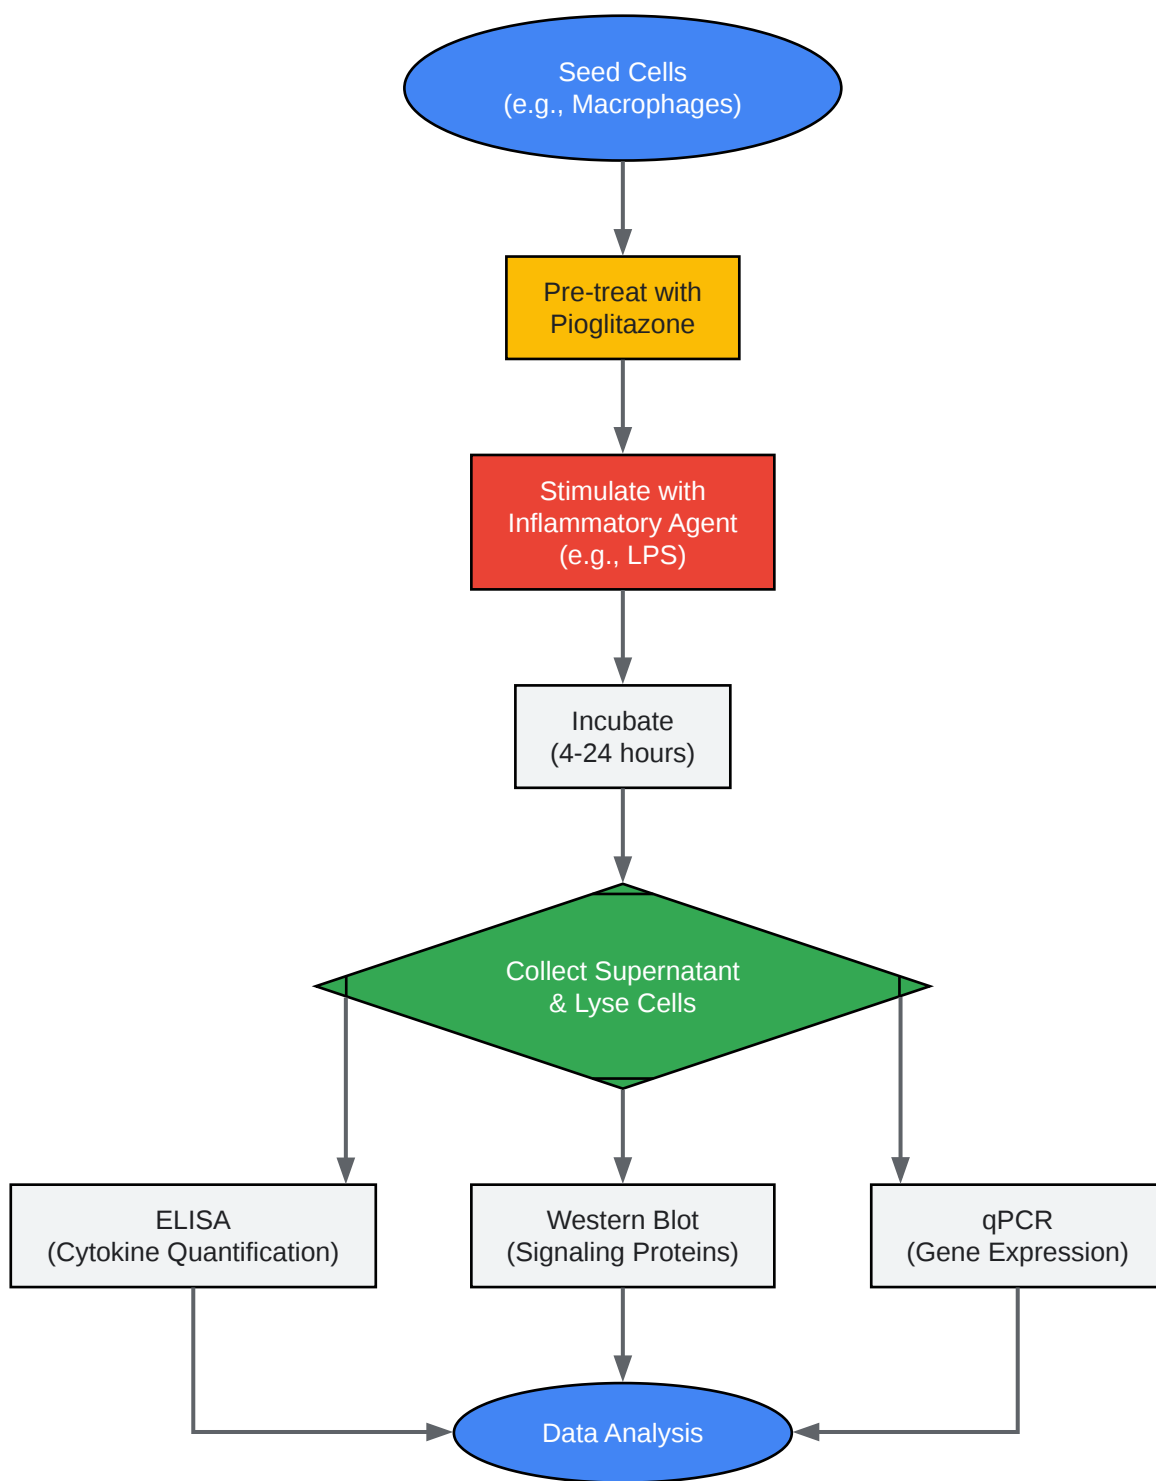 Seed Cells
(e.g., Macrophages)
Pre-treat with
Pioglitazone
Stimulate with
Inflammatory Agent
(e.g., LPS)
Incubate
(4-24 hours)
Collect Supernatant
& Lyse Cells
ELISA
(Cytokine Quantification)
Western Blot
(Signaling Proteins)
qPCR
(Gene Expression)
Data Analysis